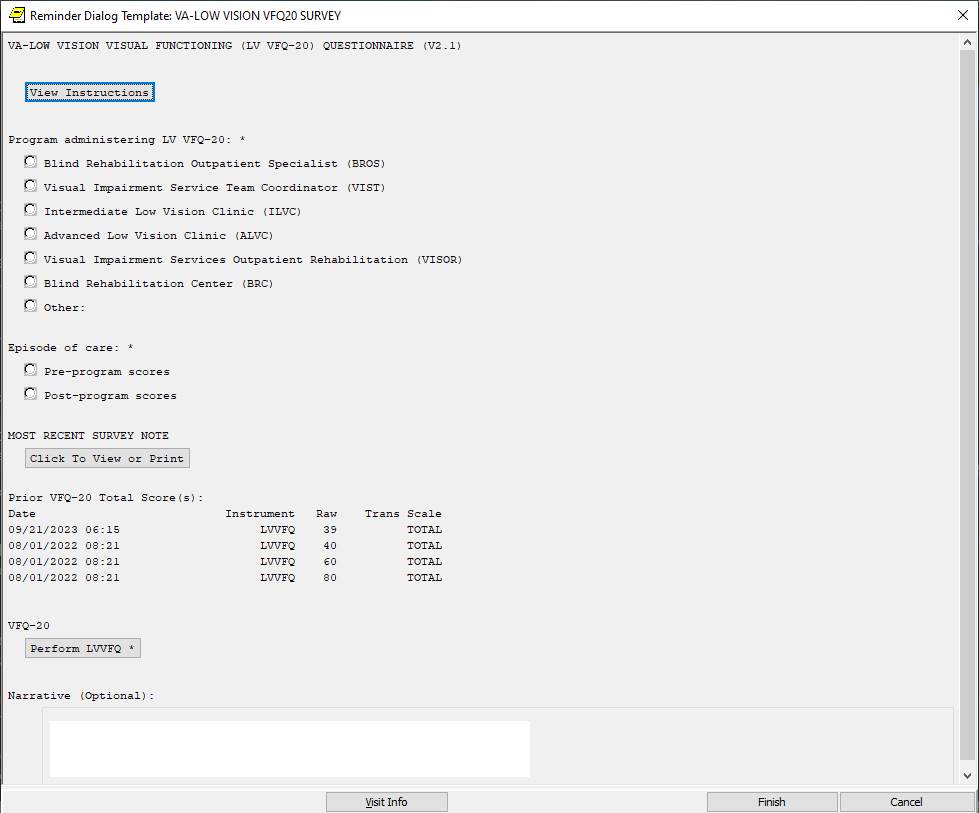 Reminder Dialog Template: VA-LOW VISION VFQ20 SURVEY
VA-LOW VISION VISUAL FUNCTIONING (LV VFQ-20) QUESTIONNAIRE (V2.1)
View Instructions
Program administering LV VFQ-20: *
Blind Rehabilitation Outpatient Specialist (BROS)
Visual Impairment Service Team Coordinator (VIST)
Intermediate Low Vision Clinic (ILVC)
Advanced Low Vision Clinic (ALVC)
Visual Impairment Services Outpatient Rehabilitation (VISOR)
Blind Rehabilitation Center (BRC)
Other:
Episode of care: *
Pre-program scores
Post-program scores
MOST RECENT SURVEY NOTE
Click To View or Print
Prior VFQ-20 Total Score(s):
Date Instrument Raw Trans Scale
09/21/2023 06:15 LVVFQ 39 TOTAL
08/01/2022 08:21 LVVFQ 40 TOTAL
08/01/2022 08:21 LVVFQ 60 TOTAL
08/01/2022 08:21 LVVFQ 80 TOTAL
VFQ-20
Perform LVVFQ *
Narrative (Optional):
Visit Info Finish Cancel